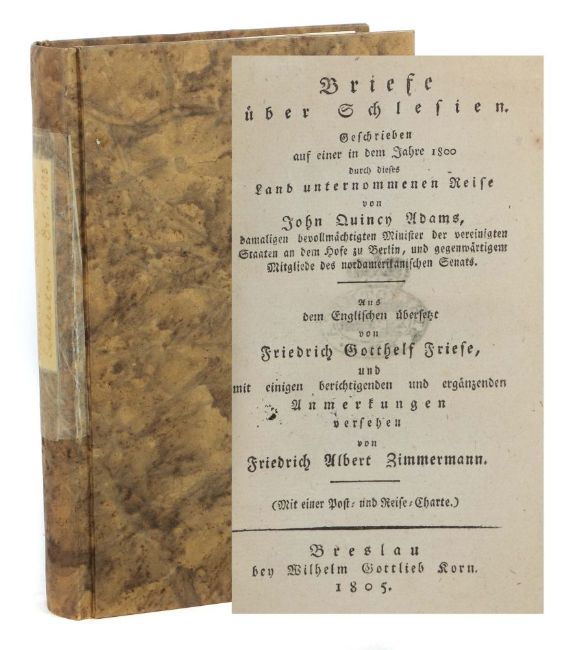 Briefe
über Schlesien.
Geschrieben
auf einer in dem Jahre 1800
durch dieses
Land unternommenen Reise
von
John Quincy Adams,
damaligen bevollmächtigten Minister der vereinigten
Staaten an dem Hofe zu Berlin, und gegenwärtigem
Mitgliede des nordamerikanischen Senats.
Aus
dem Englischen übersetzt
von
Friedrich Gotthelf Friese,
und
mit einigen berichtigenden und ergänzenden
Anmerkungen
versehen
von
Friedrich Albert Zimmermann.
(Mit einer Post- und Reise-Charte.)
Breslau
bey Wilhelm Gottlieb Korn.
1805.